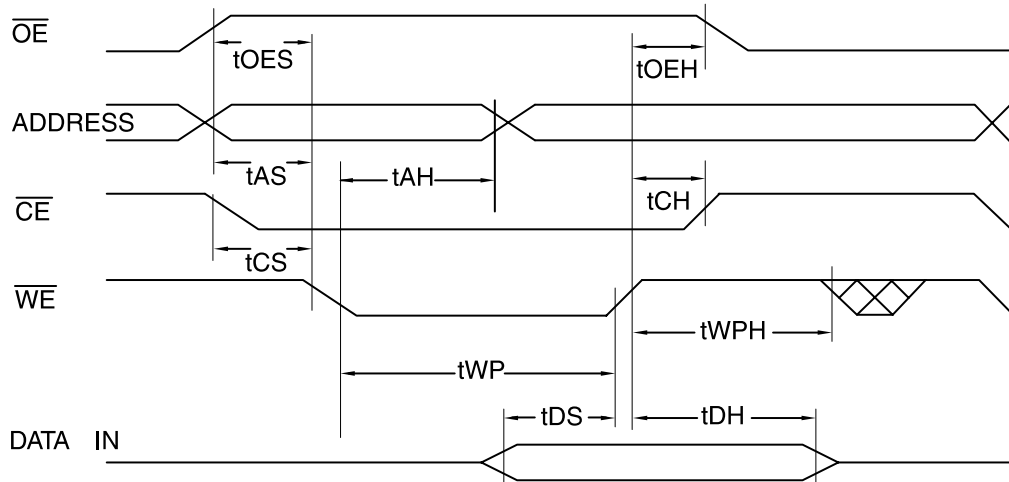 OE
tOES
tOEH
ADDRESS
tAS
tAH
tCH
CE
tCS
WE
tWPH
tWP
tDS
tDH
DATA IN